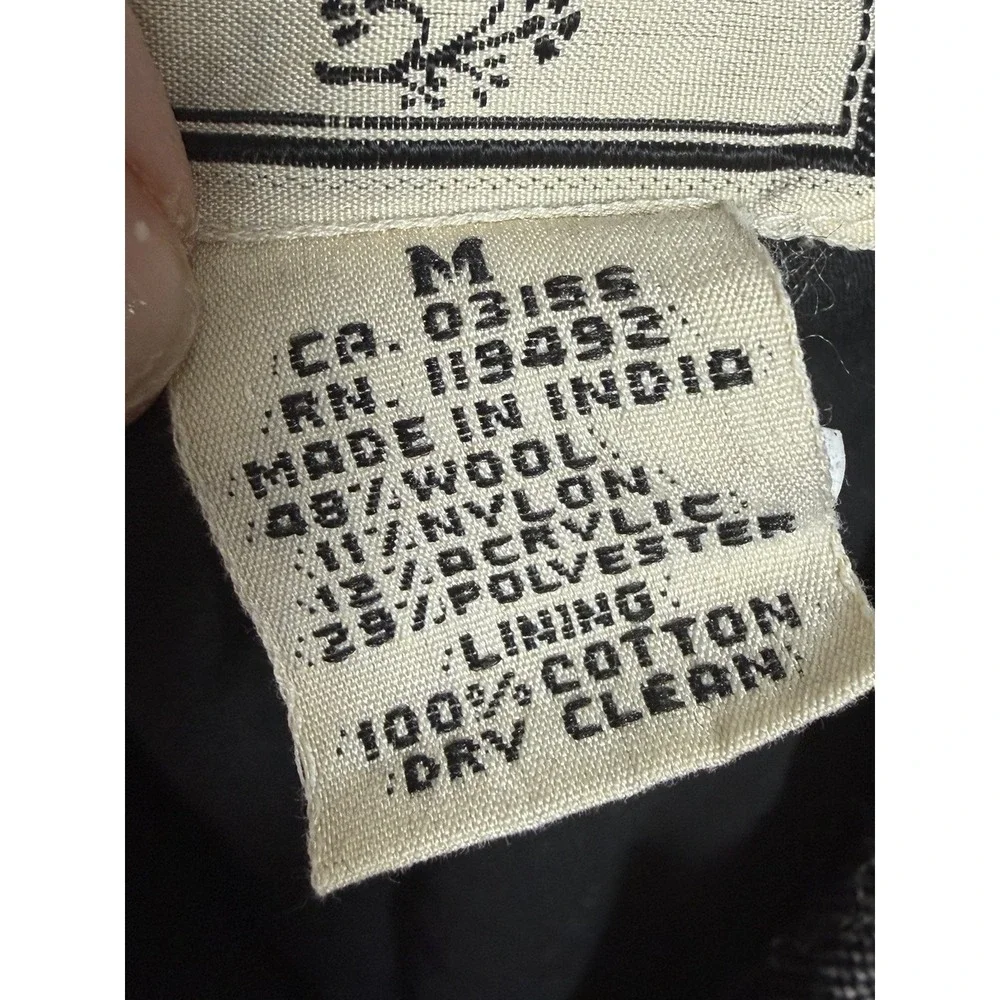 M
CA. 03155
RN. 119492
MADE IN INDIA
48% WOOL
11% NYLON
12% ACRYLIC
29% POLYESTER
LINING
100% COTTON
DRY CLEAN